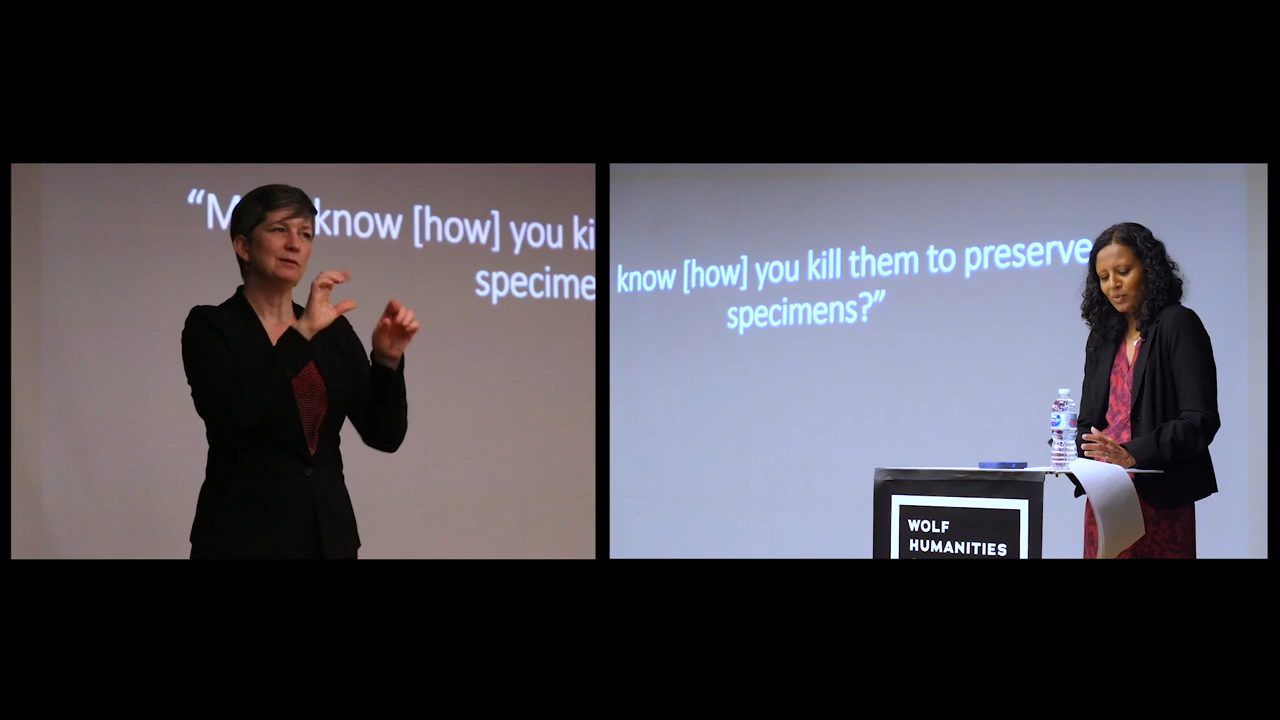 “M know [how] you ki
specime
know [how] you kill them to preserve
specimens?”
WOLF
HUMANITIES